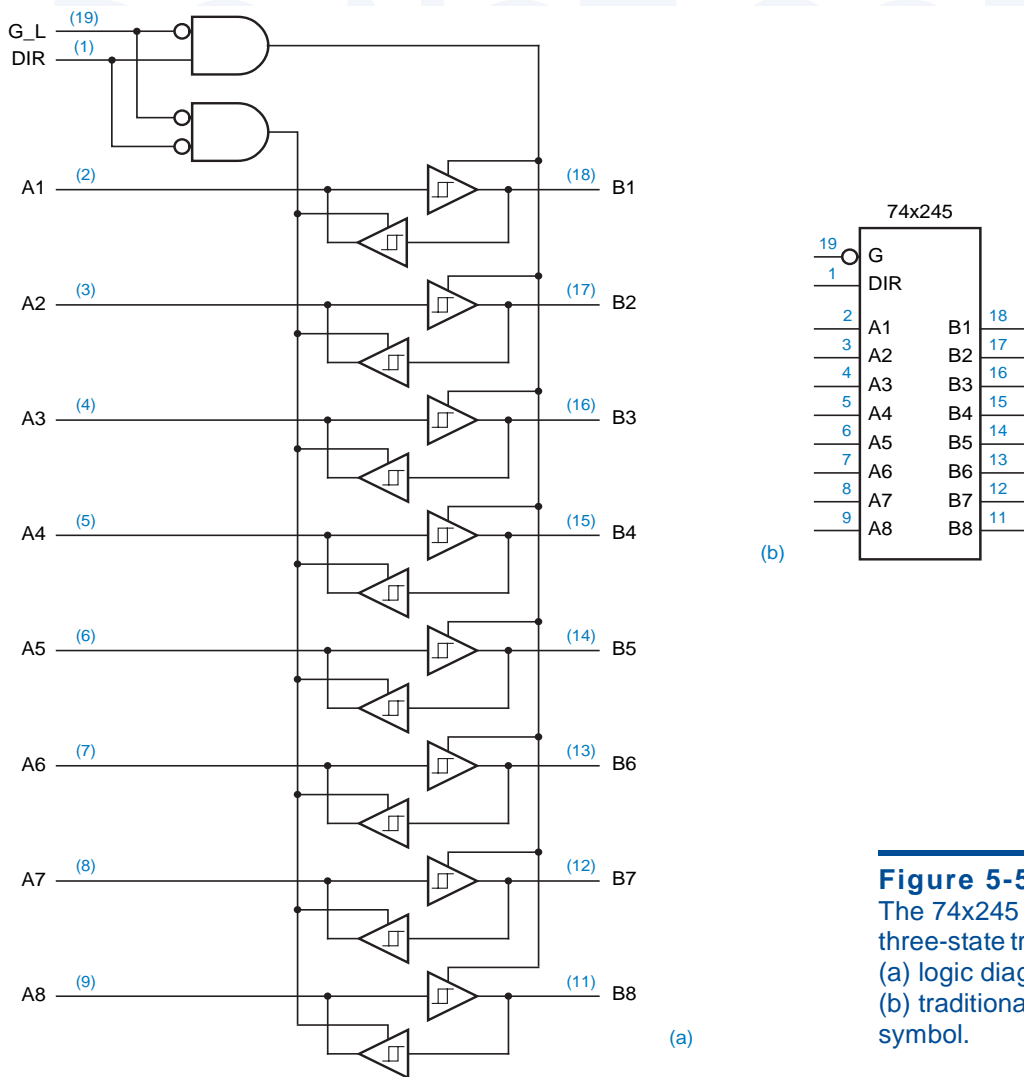 G_L (19)
DIR (1)
A1 (2) (18) B1
A2 (3) (17) B2
A3 (4) (16) B3
A4 (5) (15) B4
A5 (6) (14) B5
A6 (7) (13) B6
A7 (8) (12) B7
A8 (9) (11) B8
(a)
74x245
19 G
1 DIR
2 A1 B1 18
3 A2 B2 17
4 A3 B3 16
5 A4 B4 15
6 A5 B5 14
7 A6 B6 13
8 A7 B7 12
9 A8 B8 11
(b)
Figure 5-5
The 74x245
three-state tr
(a) logic diag
(b) traditiona
symbol.